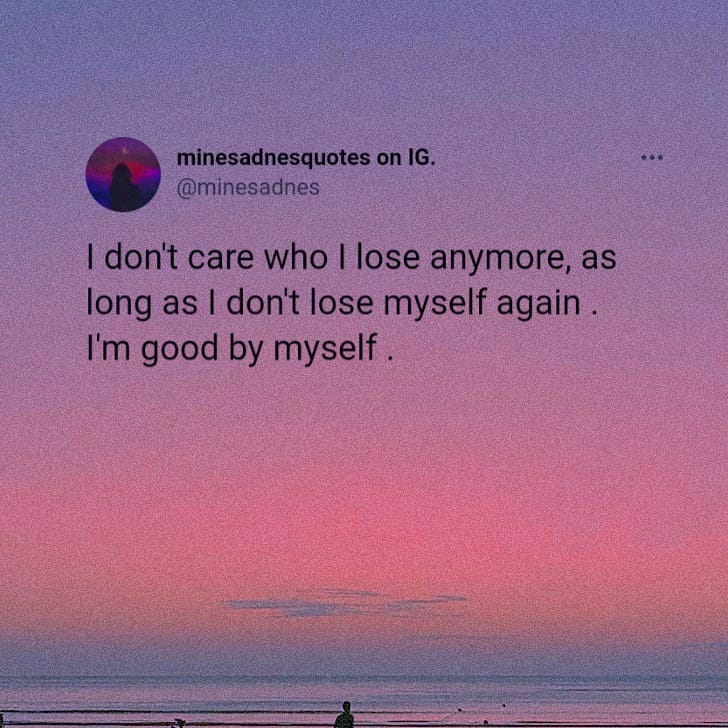 minesadnesquotes on IG.
@minesadnes
I don't care who I lose anymore, as
long as I don't lose myself again .
I'm good by myself .